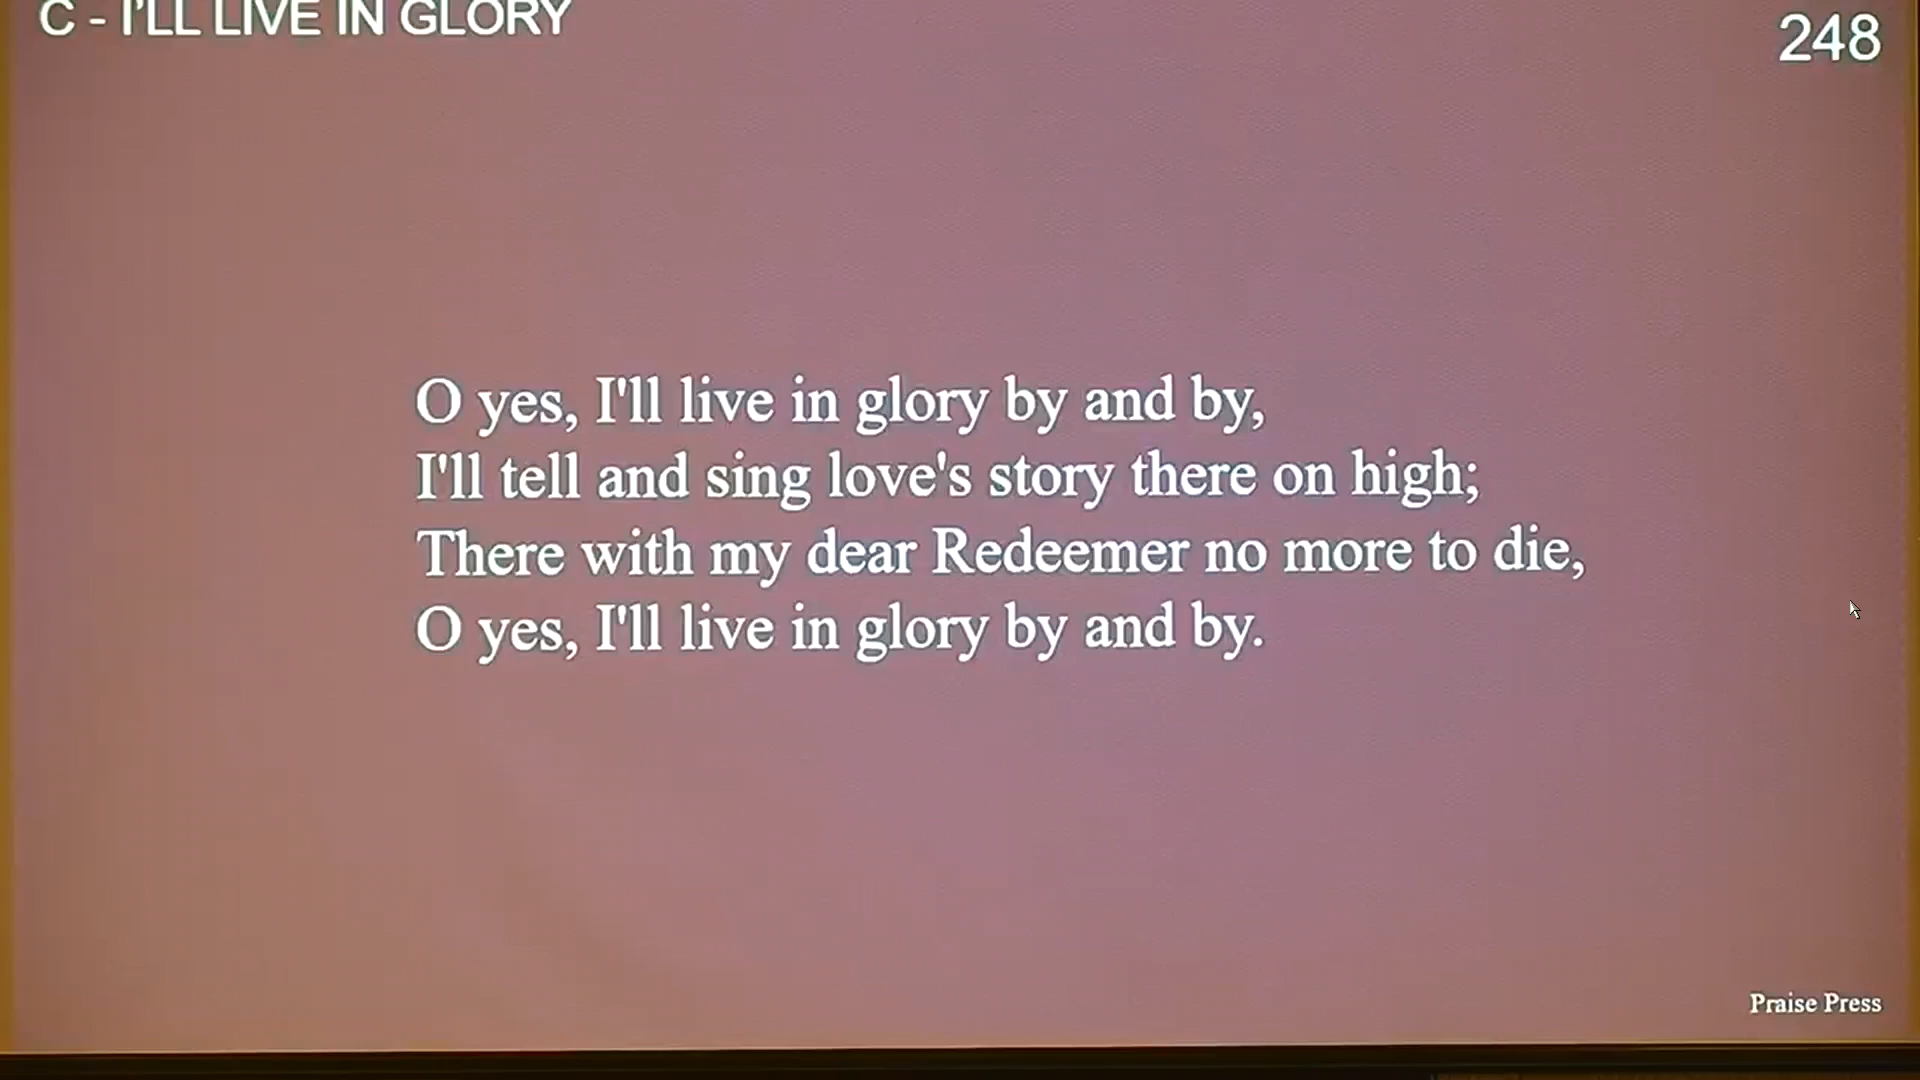 C - I'LL LIVE IN GLORY
248
O yes, I'll live in glory by and by,
I'll tell and sing love's story there on high;
There with my dear Redeemer no more to die,
O yes, I'll live in glory by and by.
Praise Press